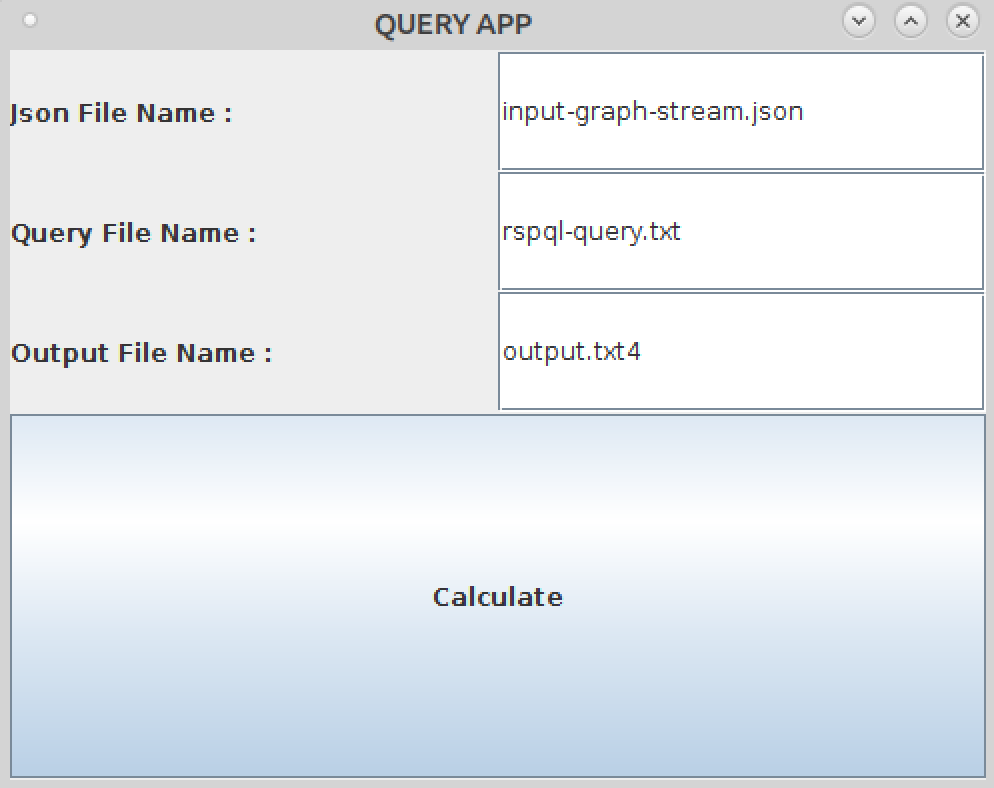 QUERY APP
Json File Name :
input-graph-stream.json
Query File Name :
rspql-query.txt
Output File Name :
output.txt4
Calculate